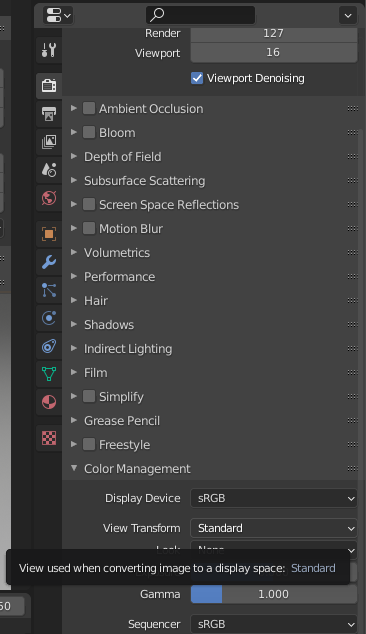 Render 127
Viewport 16
Viewport Denoising
Ambient Occlusion
Bloom
Depth of Field
Subsurface Scattering
Screen Space Reflections
Motion Blur
Volumetrics
Performance
Hair
Shadows
Indirect Lighting
Film
Simplify
Grease Pencil
Freestyle
Color Management
Display Device sRGB
View Transform Standard
Look None
View used when converting image to a display space: Standard
Gamma 1.000
50
Sequencer sRGB